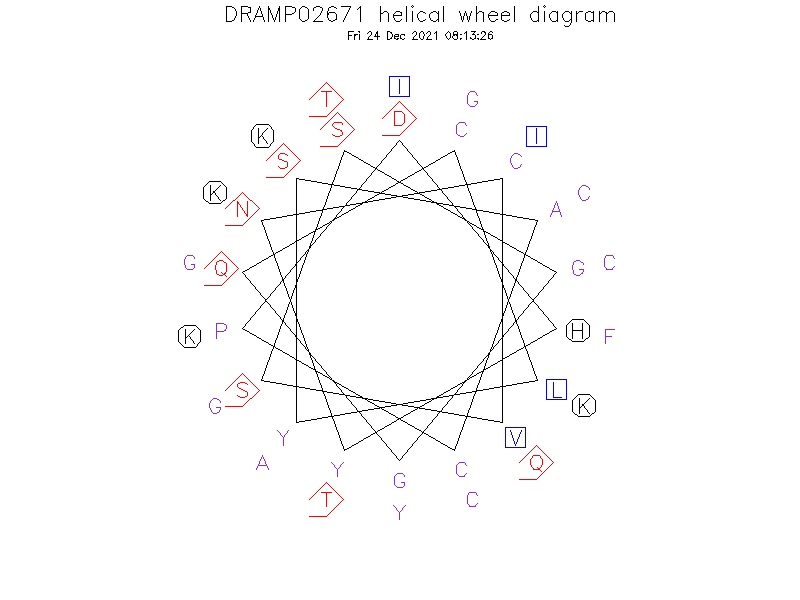 DRAMP02671 helical wheel diagram
Fri 24 Dec 2021 08:13:26
I
T G
D
S C
K I
S C
K C
N A
G Q G C
K P H F
S L
G K
Y V
A Q
Y C
G
T C
Y